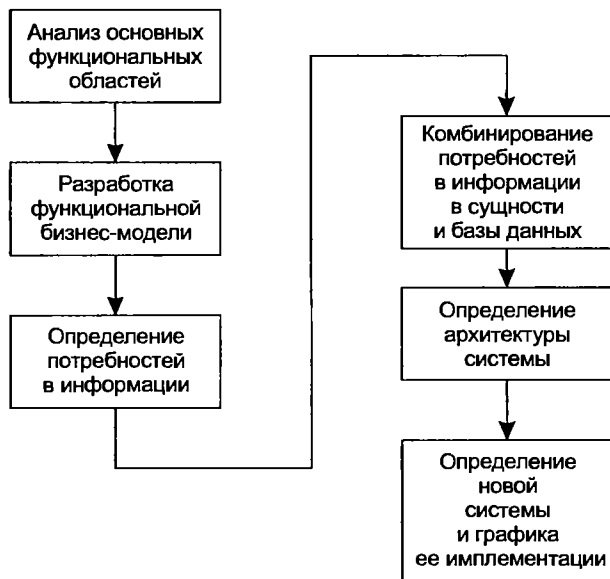 Анализ основных
функциональных
областей
Разработка
функциональной
бизнес-модели
Определение
потребностей
в информации
Комбинирование
потребностей
в информации
в сущности
и базы данных
Определение
архитектуры
системы
Определение
новой
системы
и графика
ее имплементации